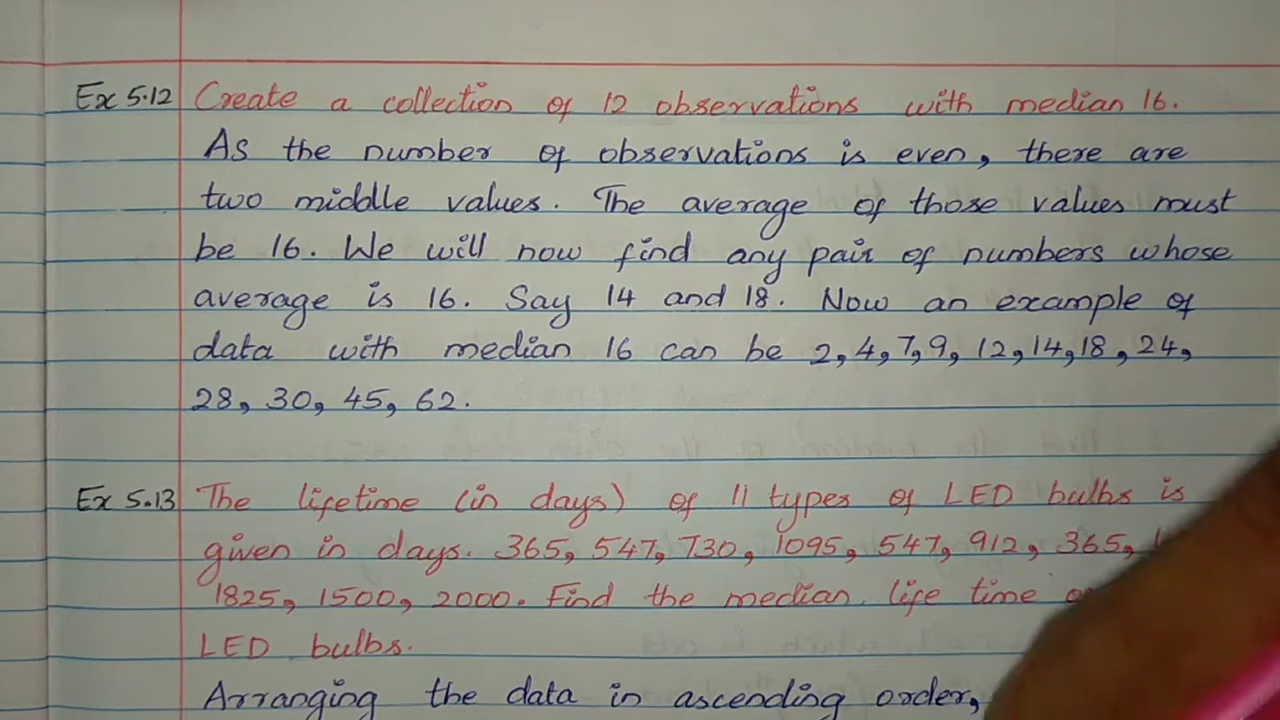 Ex 5.12 Create a collection of 12 observations with median 16.
As the number of observations is even, there are
two middle values. The average of those values must
be 16. We will now find any pair of numbers whose
average is 16. Say 14 and 18. Now an example of
data with median 16 can be 2, 4, 7, 9, 12, 14, 18, 24,
28, 30, 45, 62.
Ex 5.13 The lifetime (in days) of 11 types of LED bulbs is
given in days. 365, 547, 730, 1095, 547, 912, 365,
1825, 1500, 2000. Find the median life time
LED bulbs.
Arranging the data in ascending order,